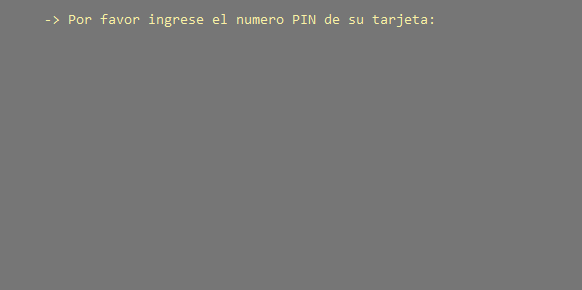 -> Por favor ingrese el numero PIN de su tarjeta: